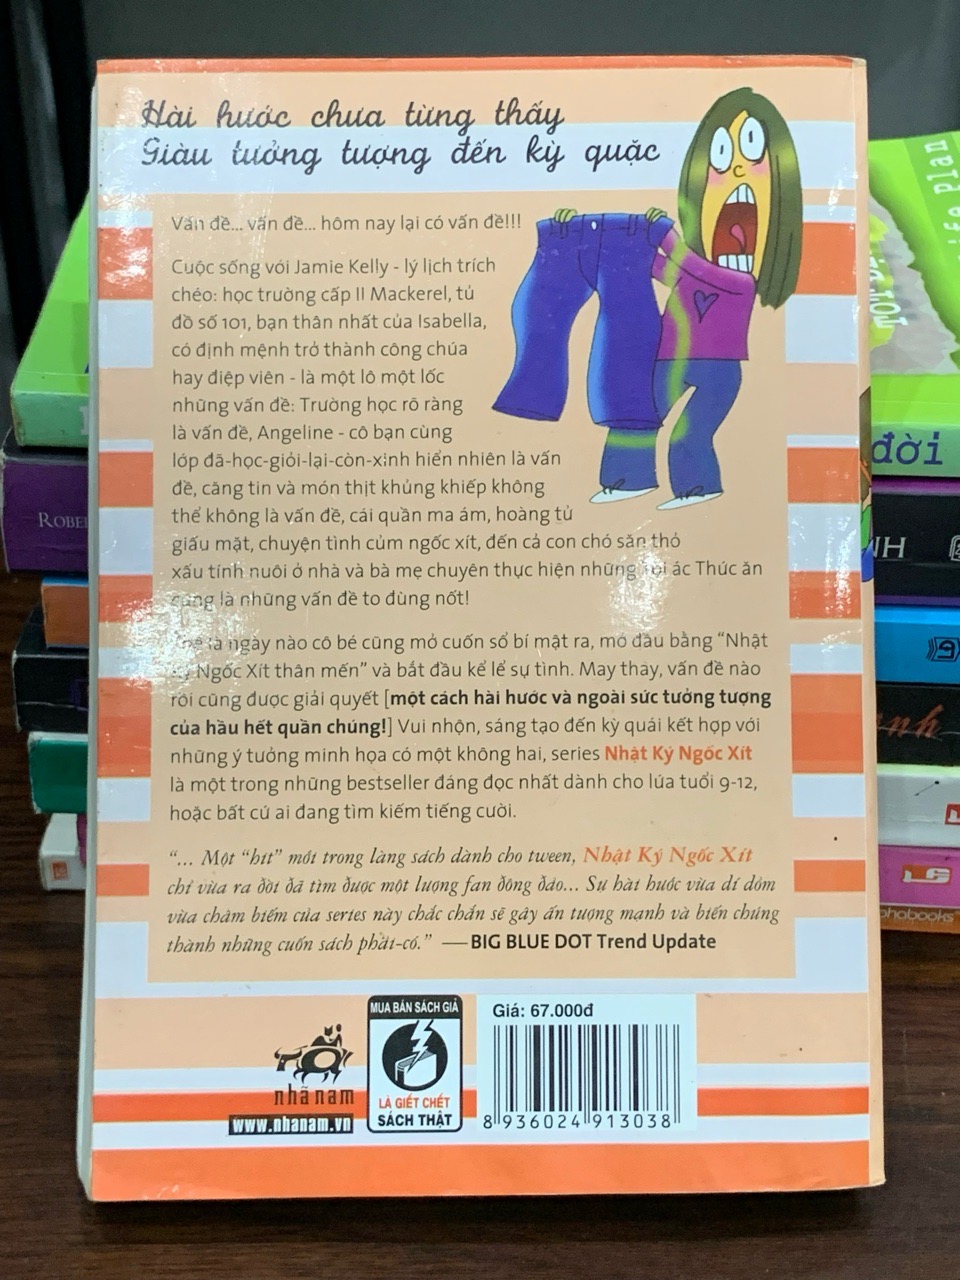 Hài hước chưa từng thấy
Giàu tưởng tượng đến kỳ quặc
Vấn đề... vấn đề... hôm nay lại có vấn đề!!!
Cuộc sống với Jamie Kelly - lý lịch trích
chéo: học trường cấp II Mackerel, tủ
đồ số 101, bạn thân nhất của Isabella,
có định mệnh trở thành công chúa
hay điệp viên - là một lô một lốc
những vấn đề: Trường học rõ ràng
là vấn đề, Angeline - cô bạn cùng
lớp đã-học-giỏi-lại-còn-xinh hiển nhiên là vấn
đề, căng tin và món thịt khủng khiếp không
thể không là vấn đề, cái quần ma ám, hoàng tử
giấu mặt, chuyện tình củm ngốc xít, đến cả con chó săn thỏ
xấu tính nuôi ở nhà và bà mẹ chuyên thực hiện những tội ác Thức ăn
cũng là những vấn đề to đùng nốt!
là ngày nào cô bé cũng mở cuốn sổ bí mật ra, mở đầu bằng “Nhật
Ký Ngốc Xít thân mến” và bắt đầu kể lể sự tình. May thay, vấn đề nào
rồi cũng được giải quyết [một cách hài hước và ngoài sức tưởng tượng
của hầu hết quần chúng!] Vui nhộn, sáng tạo đến kỳ quái kết hợp với
những ý tưởng minh họa có một không hai, series Nhật Ký Ngốc Xít
là một trong những bestseller đáng đọc nhất dành cho lứa tuổi 9-12,
hoặc bất cứ ai đang tìm kiếm tiếng cười.
“... Một “hit” mới trong làng sách dành cho tween, Nhật Ký Ngốc Xít
chỉ vừa ra đời đã tìm được một lượng fan đông đảo... Sự hài hước vừa dí dỏm
vừa châm biếm của series này chắc chắn sẽ gây ấn tượng mạnh và biến chúng
thành những cuốn sách phải-có.” —BIG BLUE DOT Trend Update
nhã nam
www.nhanam.vn
MUA BÁN SÁCH GIẢ
LÀ GIẾT CHẾT
SÁCH THẬT
Giá: 67.000đ
8 936024 913038
ife Plan
đời
ROBE
NH
anh
LS
phabooks